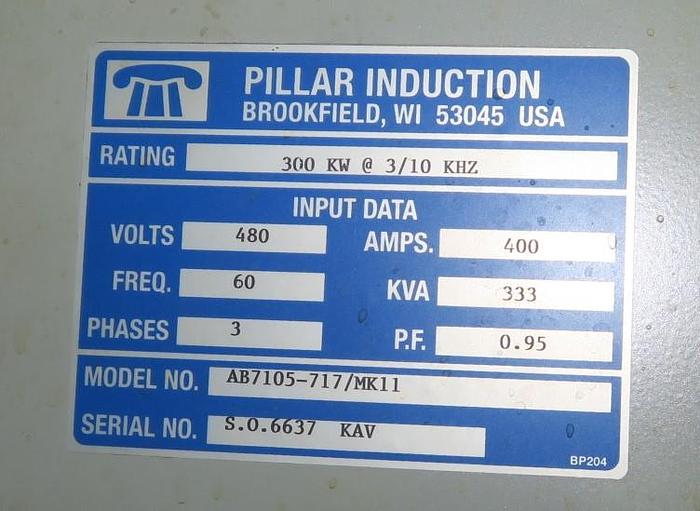 PILLAR INDUCTION
BROOKFIELD, WI 53045 USA
RATING 300 KW @ 3/10 KHZ
INPUT DATA
VOLTS 480 AMPS. 400
FREQ. 60 KVA 333
PHASES 3 P.F. 0.95
MODEL NO. AB7105-717/MK11
SERIAL NO. S.O.6637 KAV
BP204